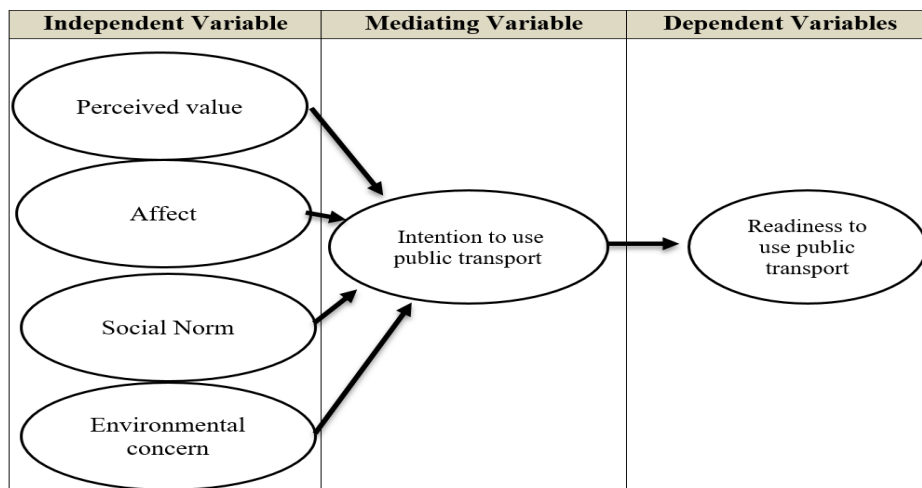 Independent Variable
Mediating Variable
Dependent Variables
Perceived value
Affect
Social Norm
Environmental
concern
Intention to use
public transport
Readiness to
use public
transport